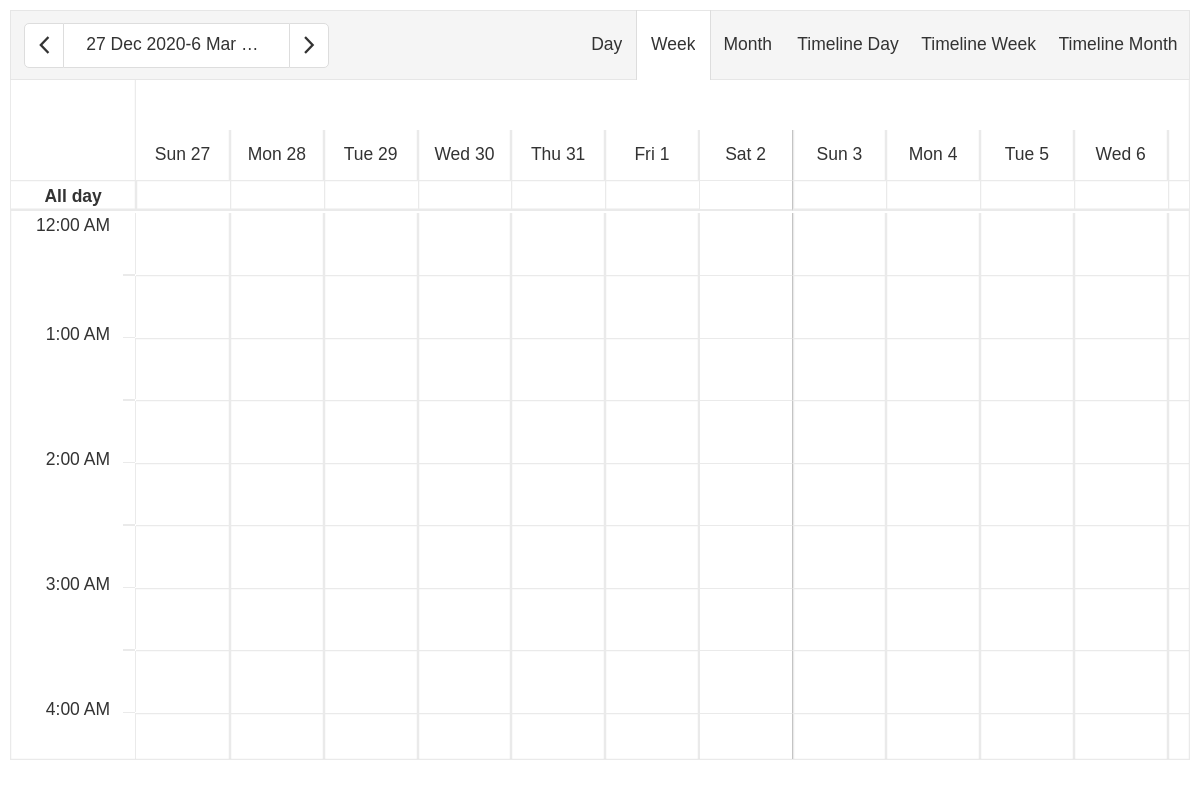 27 Dec 2020-6 Mar …
Day Week Month Timeline Day Timeline Week Timeline Month
Sun 27 Mon 28 Tue 29 Wed 30 Thu 31 Fri 1 Sat 2 Sun 3 Mon 4 Tue 5 Wed 6
All day
12:00 AM
1:00 AM
2:00 AM
3:00 AM
4:00 AM